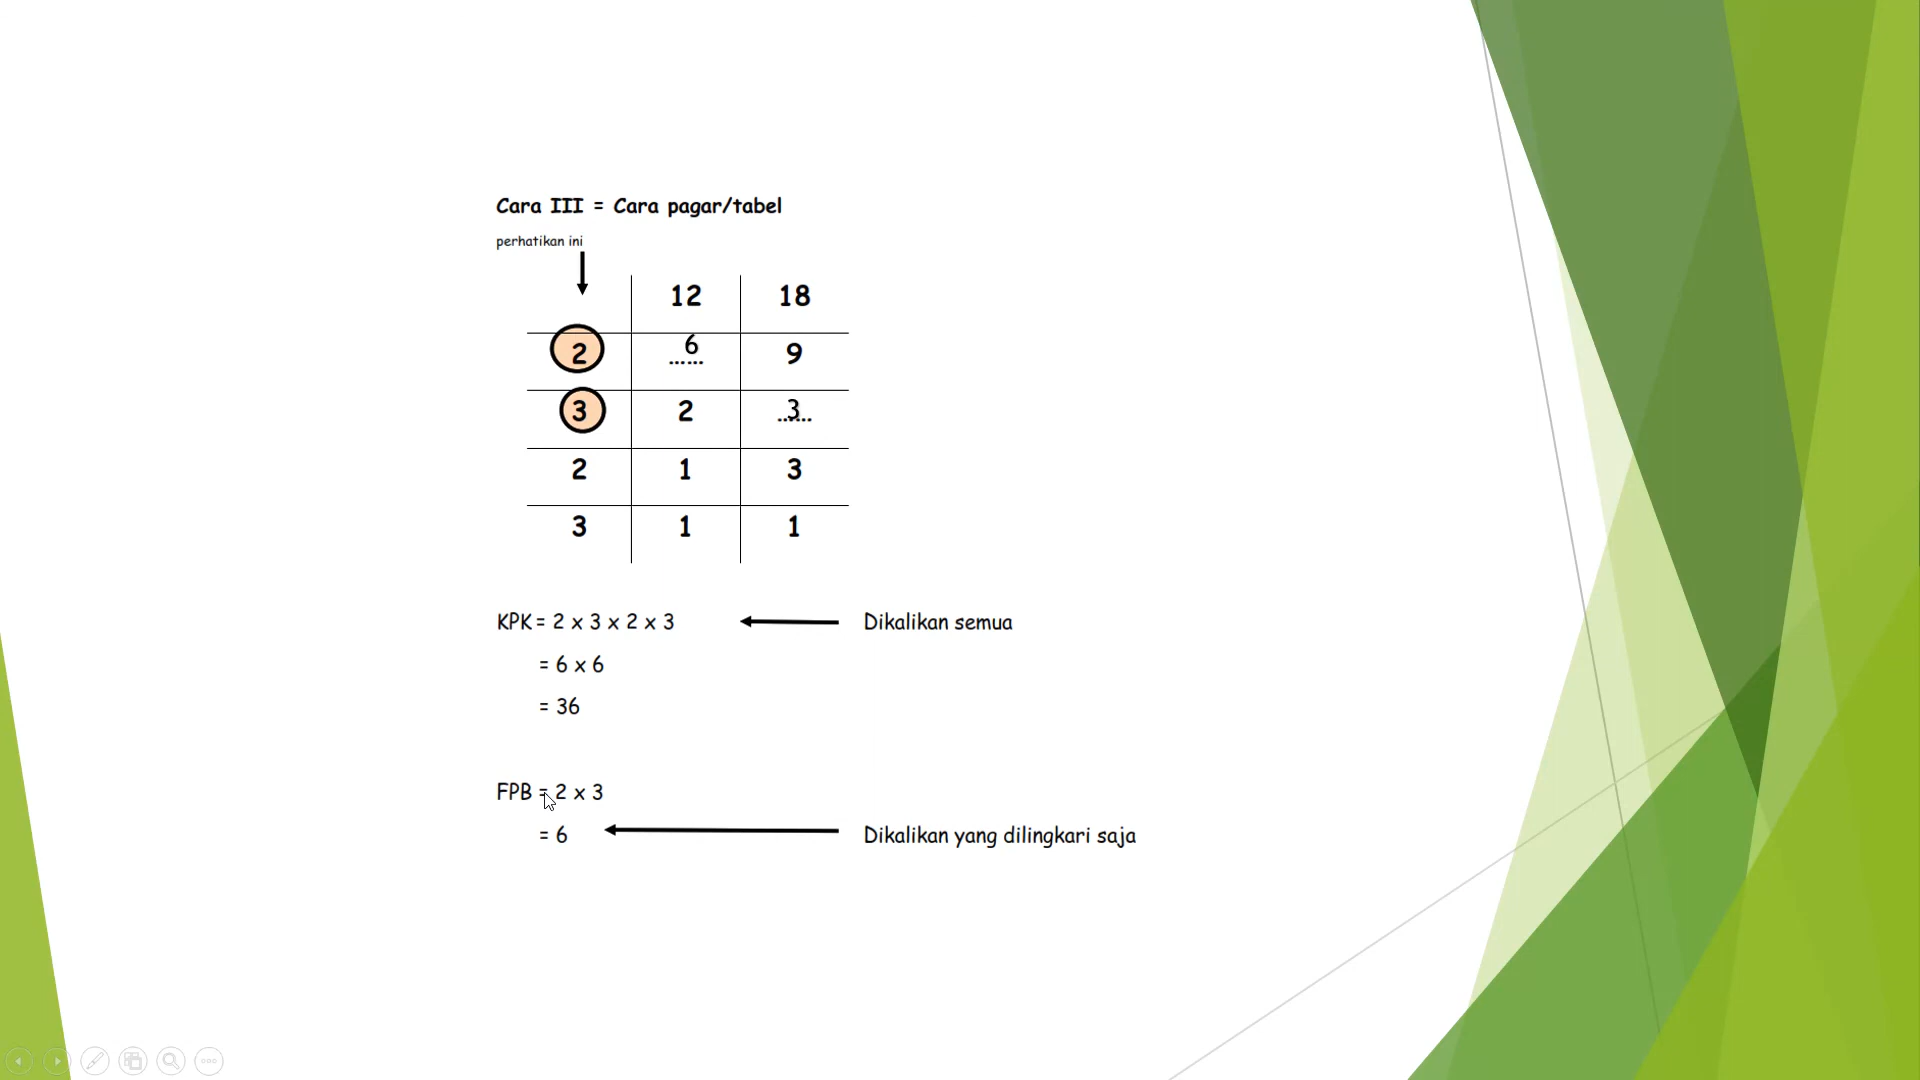 Cara III = Cara pagar/tabel
perhatikan ini
12 18
2 6 ...... 9
3 2 3 ......
2 1 3
3 1 1
KPK = 2 x 3 x 2 x 3 Dikalikan semua
= 6 x 6
= 36
FPB = 2 x 3
= 6 Dikalikan yang dilingkari saja